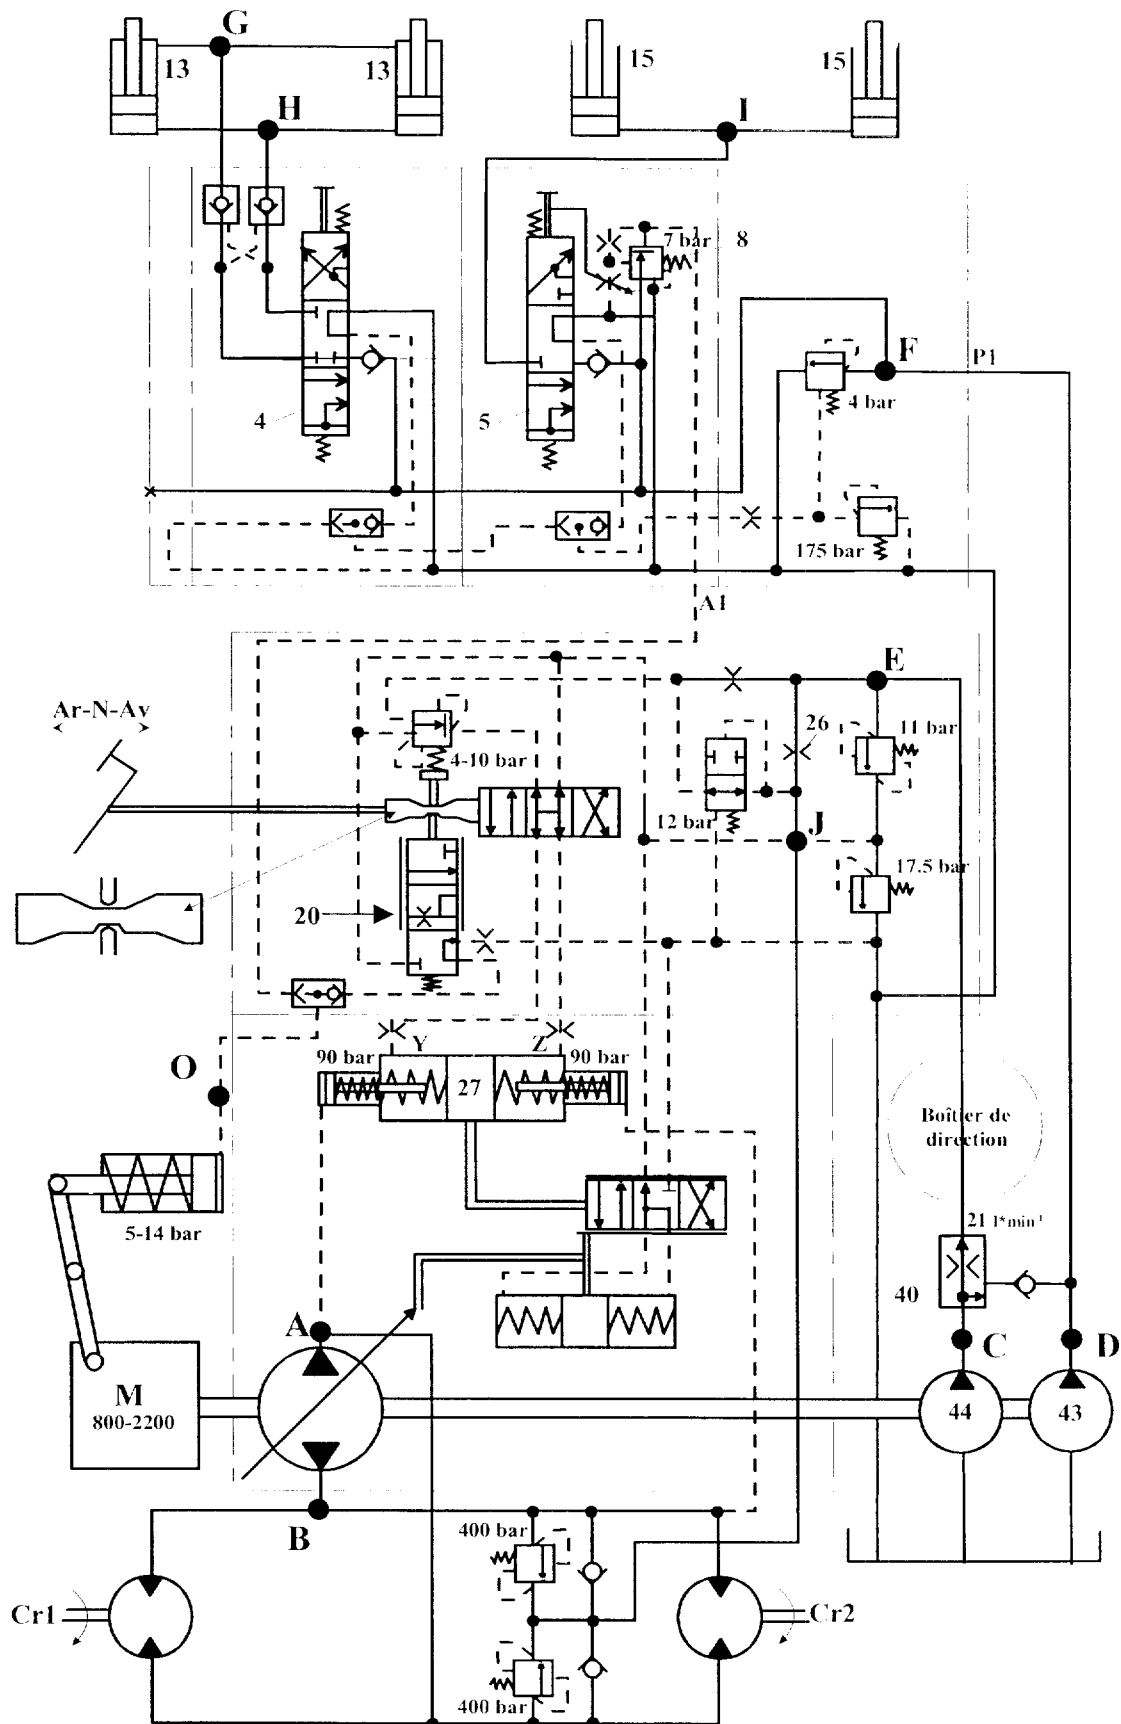 G
13
13
15
15
H
I
7 bar
8
F
P1
4 bar
4
5
175 bar
A1
E
Ar-N-Av
26
11 bar
4-10 bar
12 bar
J
17.5 bar
20
O
90 bar
Y
Z
90 bar
27
Boîtier de
direction
5-14 bar
21 l*min-1
40
A
C
D
M
800-2200
44
43
B
400 bar
Cr1
Cr2
400 bar